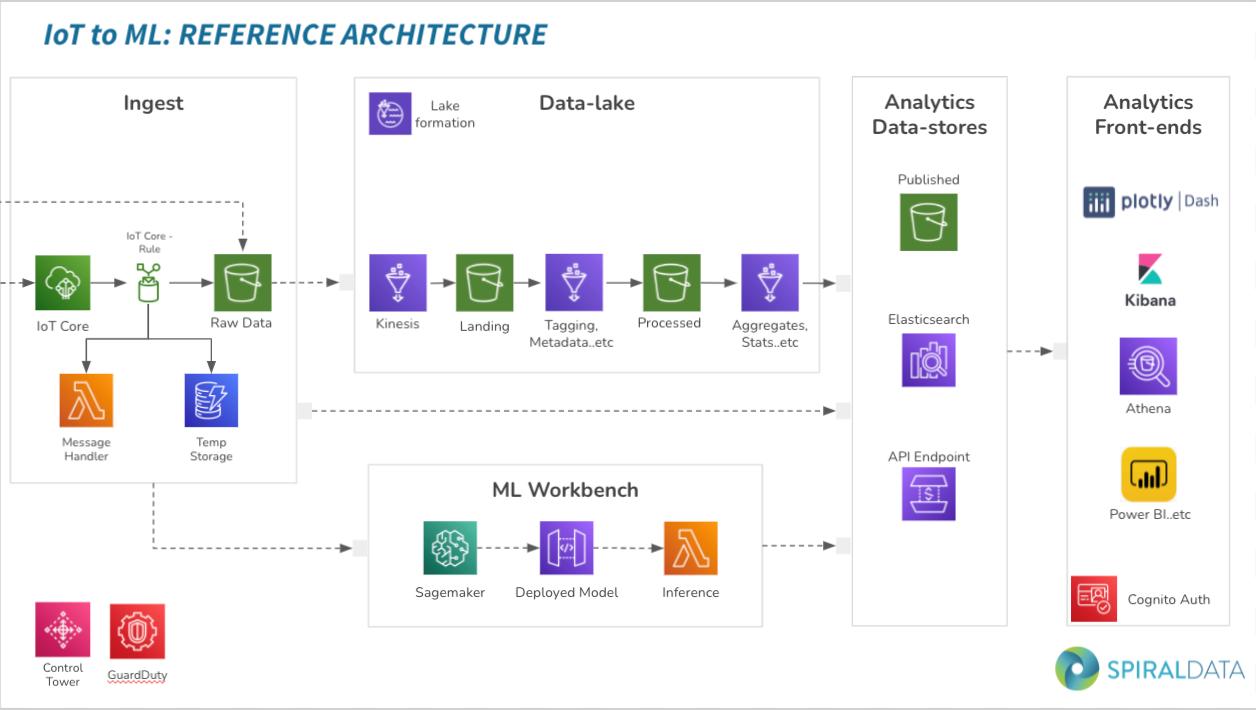 IoT to ML: REFERENCE ARCHITECTURE
Ingest
IoT Core -
Rule
IoT Core
Raw Data
Message
Handler
Temp
Storage
Lake
formation
Data-lake
Kinesis
Landing
Tagging,
Metadata..etc
Processed
Aggregates,
Stats..etc
ML Workbench
Sagemaker
Deployed Model
Inference
Analytics
Data-stores
Published
Elasticsearch
API Endpoint
Analytics
Front-ends
plotly | Dash
Kibana
Athena
Power BI..etc
Cognito Auth
Control
Tower
GuardDuty
SPIRALDATA